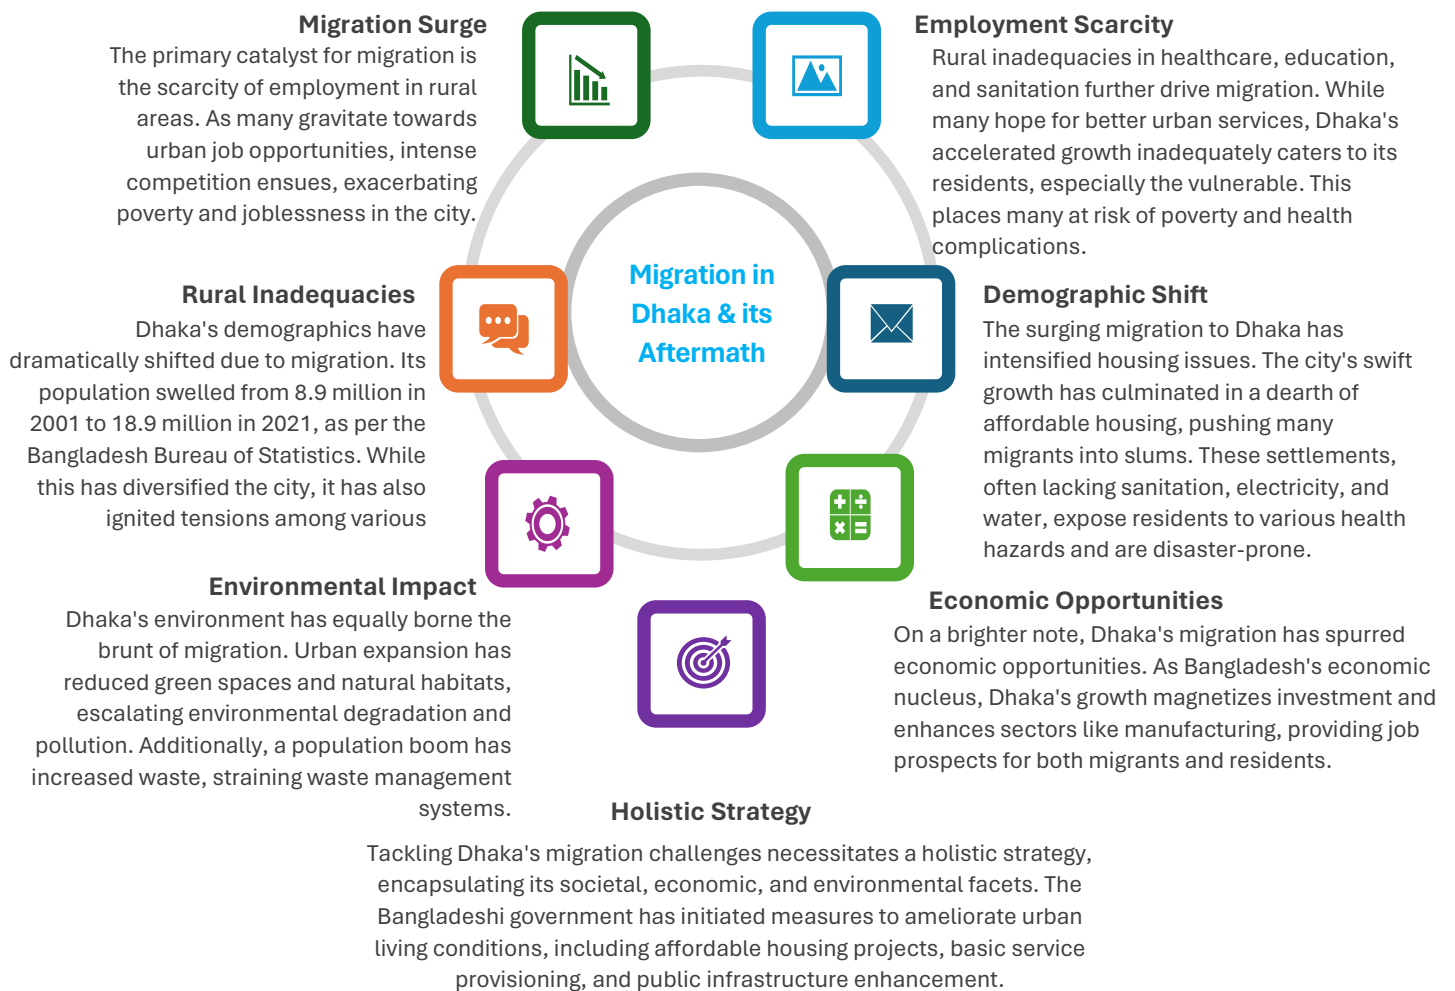 Migration Surge
The primary catalyst for migration is
the scarcity of employment in rural
areas. As many gravitate towards
urban job opportunities, intense
competition ensues, exacerbating
poverty and joblessness in the city.
Employment Scarcity
Rural inadequacies in healthcare, education,
and sanitation further drive migration. While
many hope for better urban services, Dhaka's
accelerated growth inadequately caters to its
residents, especially the vulnerable. This
places many at risk of poverty and health
complications.
Migration in
Dhaka & its
Aftermath
Rural Inadequacies
Dhaka's demographics have
dramatically shifted due to migration. Its
population swelled from 8.9 million in
2001 to 18.9 million in 2021, as per the
Bangladesh Bureau of Statistics. While
this has diversified the city, it has also
ignited tensions among various
Demographic Shift
The surging migration to Dhaka has
intensified housing issues. The city's swift
growth has culminated in a dearth of
affordable housing, pushing many
migrants into slums. These settlements,
often lacking sanitation, electricity, and
water, expose residents to various health
hazards and are disaster-prone.
Environmental Impact
Dhaka's environment has equally borne the
brunt of migration. Urban expansion has
reduced green spaces and natural habitats,
escalating environmental degradation and
pollution. Additionally, a population boom has
increased waste, straining waste management
systems.
Economic Opportunities
On a brighter note, Dhaka's migration has spurred
economic opportunities. As Bangladesh's economic
nucleus, Dhaka's growth magnetizes investment and
enhances sectors like manufacturing, providing job
prospects for both migrants and residents.
Holistic Strategy
Tackling Dhaka's migration challenges necessitates a holistic strategy,
encapsulating its societal, economic, and environmental facets. The
Bangladeshi government has initiated measures to ameliorate urban
living conditions, including affordable housing projects, basic service
provisioning, and public infrastructure enhancement.